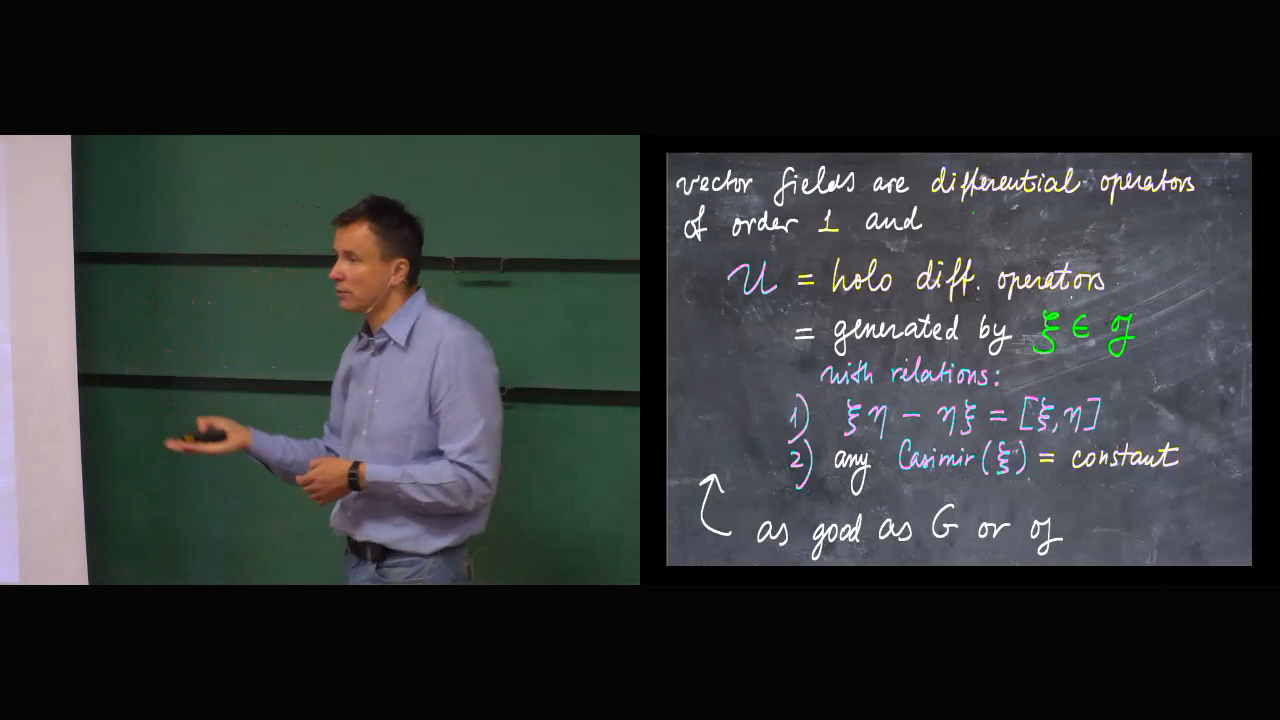 vector fields are differential operators
of order 1 and
𝒰 = holo diff. operators
= generated by ξ ∈ 𝔤
with relations:
1) ξη − ηξ = [ξ,η]
2) any Casimir(ξ) = constant
as good as G or 𝔤